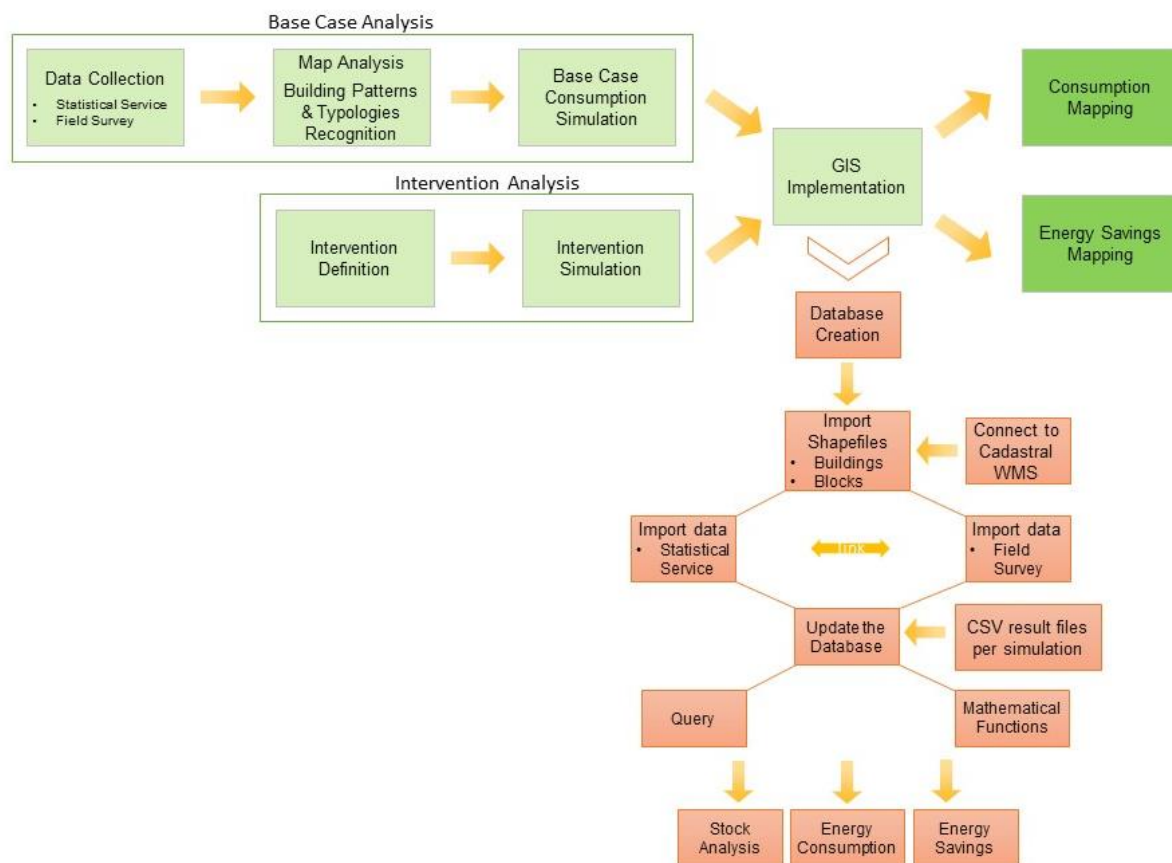 Base Case Analysis
Data Collection
• Statistical Service
• Field Survey
Map Analysis
Building Patterns
& Typologies
Recognition
Base Case
Consumption
Simulation
Consumption
Mapping
GIS
Implementation
Intervention Analysis
Intervention
Definition
Intervention
Simulation
Energy Savings
Mapping
Database
Creation
Import
Shapefiles
• Buildings
• Blocks
Connect to
Cadastral
WMS
Import data
• Statistical
Service
link
Import data
• Field
Survey
Update the
Database
CSV result files
per simulation
Query
Mathematical
Functions
Stock
Analysis
Energy
Consumption
Energy
Savings